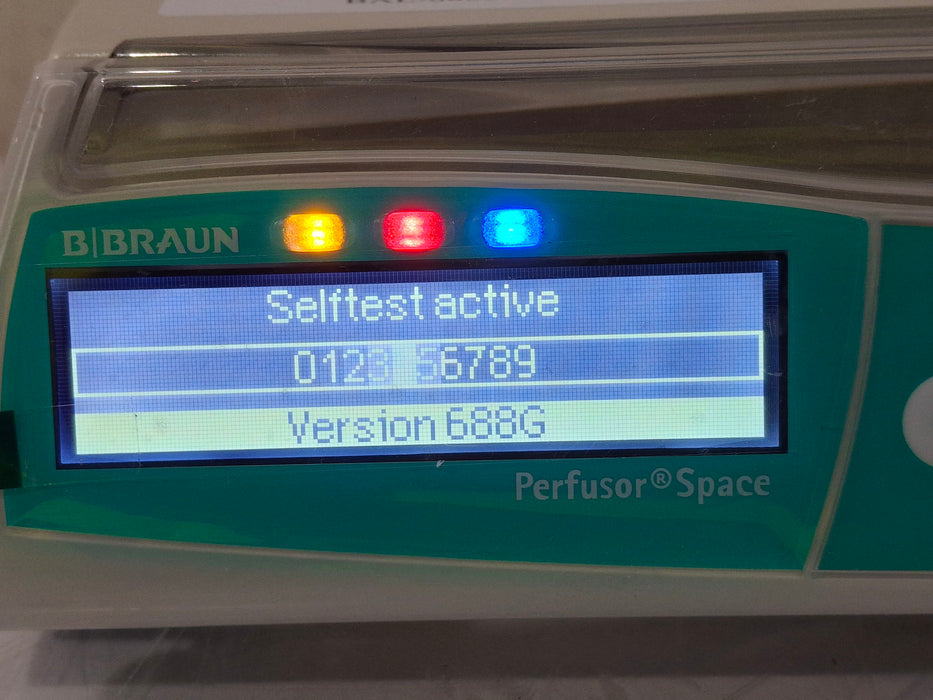 B|BRAUN
Selftest active
0123 56789
Version 688G
Perfusor® Space